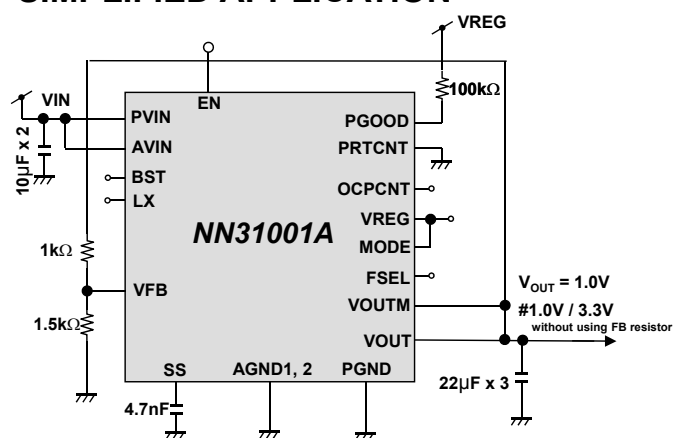 SIMPLIFIED APPLICATION
VREG
EN
100kΩ
VIN
PVIN
PGOOD
10µF x 2
AVIN
PRTCNT
BST
OCPCNT
LX
VREG
NN31001A
MODE
1kΩ
FSEL
VFB
VOUTM
VOUT = 1.0V
#1.0V / 3.3V
without using FB resistor
1.5kΩ
VOUT
SS
AGND1, 2
PGND
22µF x 3
4.7nF